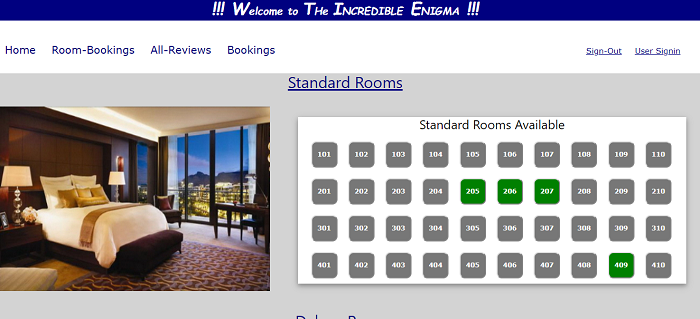 !!! Welcome to The Incredible Enigma !!!
Home Room-Bookings All-Reviews Bookings Sign-Out User Signin
Standard Rooms
Standard Rooms Available
101 102 103 104 105 106 107 108 109 110
201 202 203 204 205 206 207 208 209 210
301 302 303 304 305 306 307 308 309 310
401 402 403 404 405 406 407 408 409 410